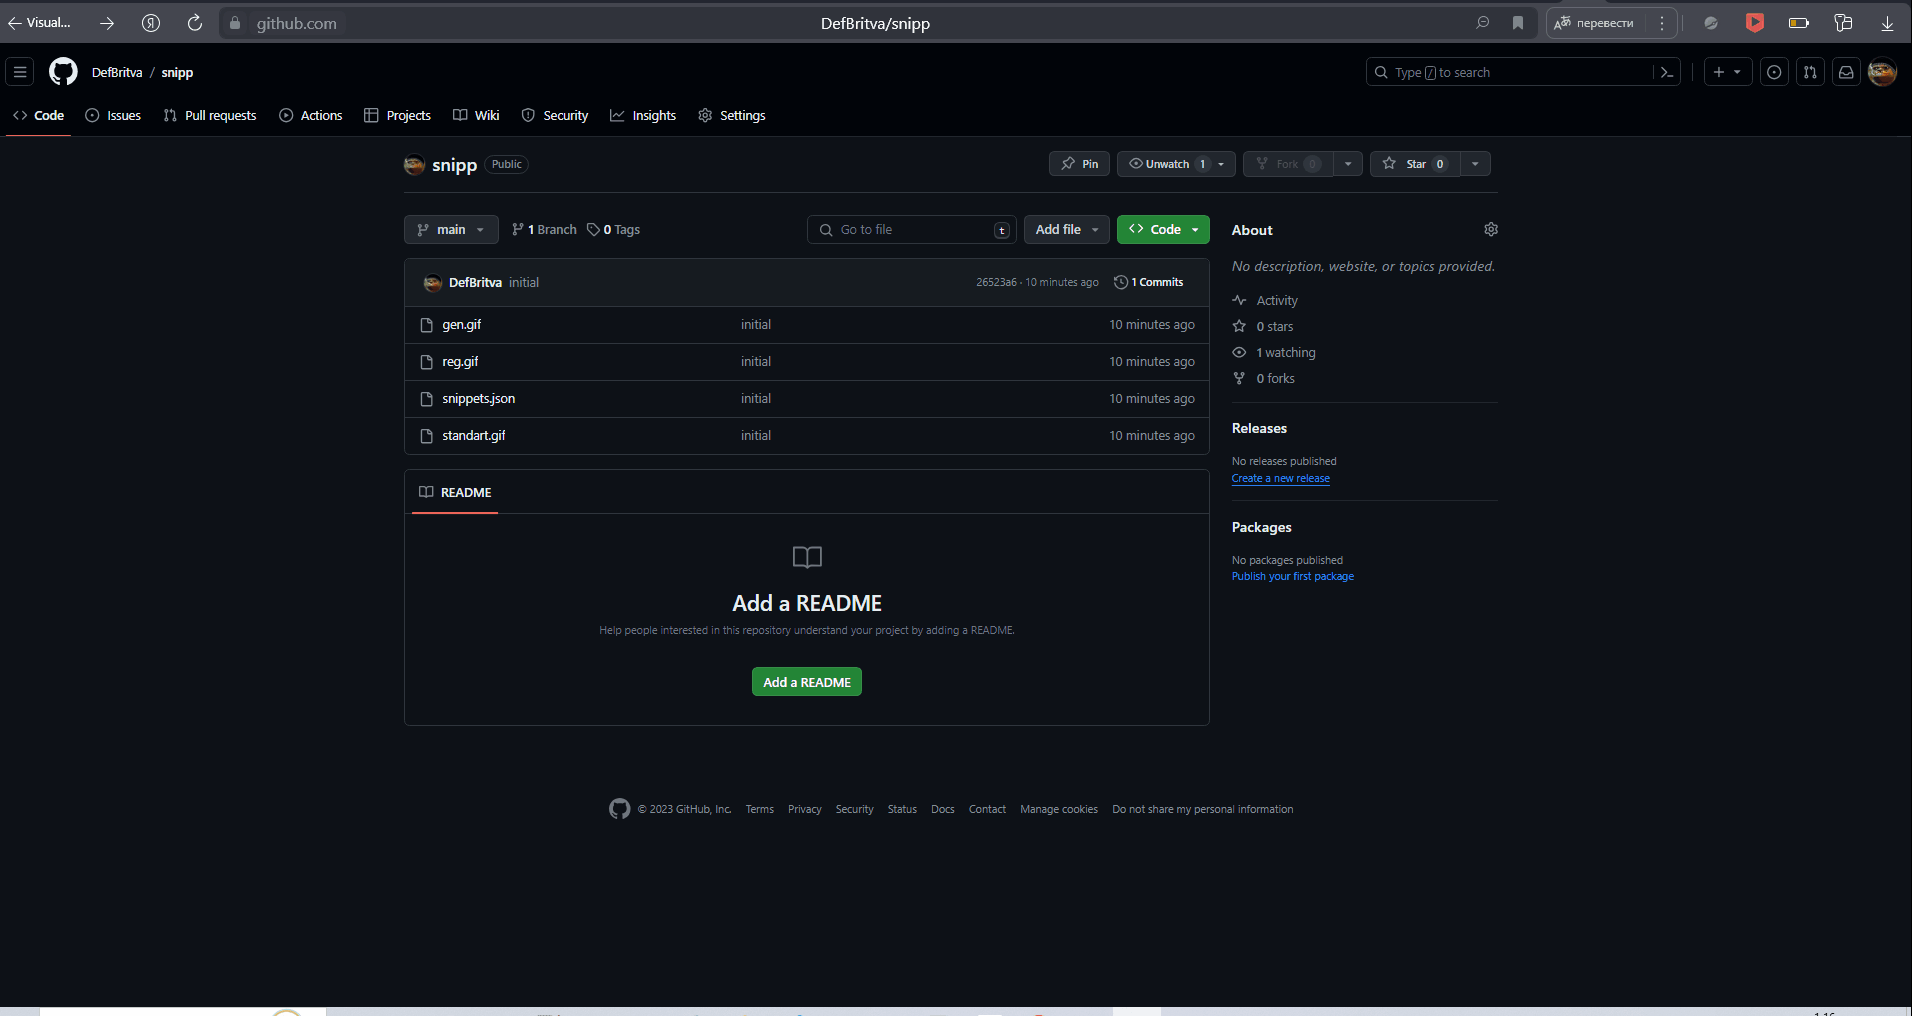 Visual... github.com DefBritva/snipp перевести
DefBritva / snipp Type / to search
Code Issues Pull requests Actions Projects Wiki Security Insights Settings
snipp Public Pin Unwatch 1 Fork 0 Star 0
main 1 Branch 0 Tags Go to file t Add file Code About
No description, website, or topics provided.
DefBritva initial 26523a6 · 10 minutes ago 1 Commits
Activity
gen.gif initial 10 minutes ago
0 stars
1 watching
reg.gif initial 10 minutes ago
0 forks
snippets.json initial 10 minutes ago
Releases
standart.gif initial 10 minutes ago
No releases published
Create a new release
README
Packages
No packages published
Publish your first package
Add a README
Help people interested in this repository understand your project by adding a README.
Add a README
© 2023 GitHub, Inc. Terms Privacy Security Status Docs Contact Manage cookies Do not share my personal information